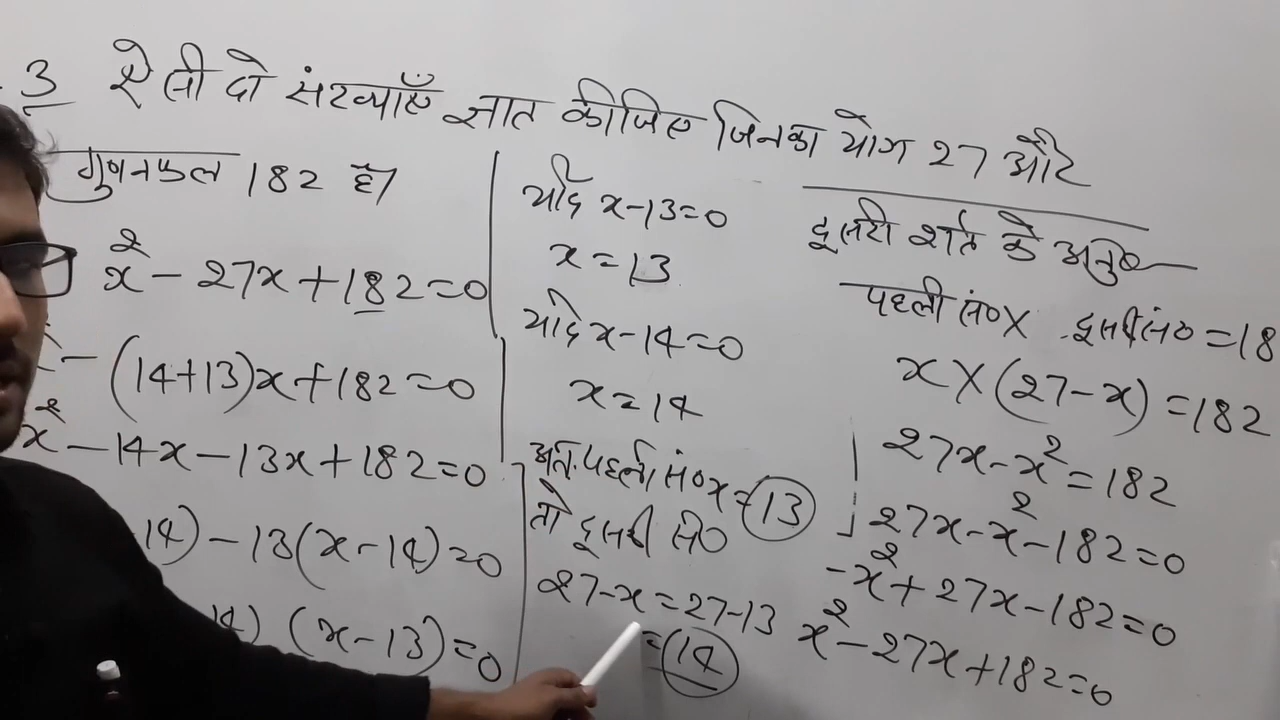 3 ऐसी दो संख्याएँ ज्ञात कीजिए जिनका योग 27 और
गुणनफल 182 है।
x² - 27x + 182 = 0
- (14+13)x + 182 = 0
x² - 14x - 13x + 182 = 0
14) - 13(x - 14) = 0
14) (x - 13) = 0
यदि x - 13 = 0
x = 13
यदि x - 14 = 0
x = 14
अतः पहली सं० x = 13
तो दूसरी सं०
27 - x = 27 - 13
= 14
दूसरी शर्त के अनु०
पहली सं० X दूसरी सं० = 18
x X (27 - x) = 182
27x - x² = 182
27x - x² - 182 = 0
-x² + 27x - 182 = 0
x² - 27x + 182 = 0